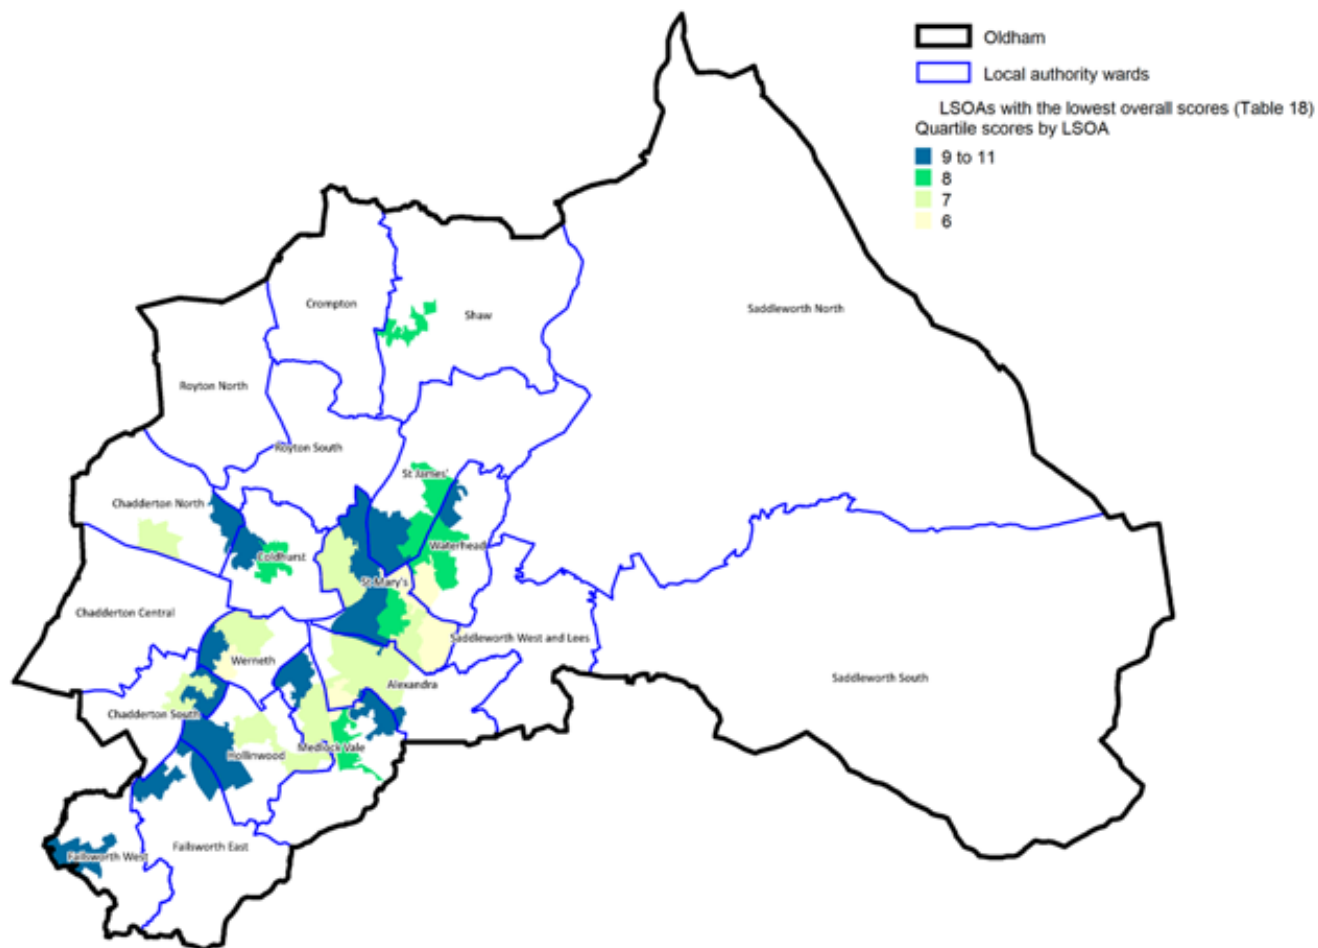 Oldham
Local authority wards
LSOAs with the lowest overall scores (Table 18)
Quartile scores by LSOA
9 to 11
8
7
6
Crompton
Shaw
Saddleworth North
Royton North
Royton South
St James'
Chadderton North
Coldhurst
Waterhead
St Mary's
Chadderton Central
Saddleworth West and Lees
Werneth
Alexandra
Saddleworth South
Chadderton South
Hollinwood
Medlock Vale
Failsworth East
Failsworth West